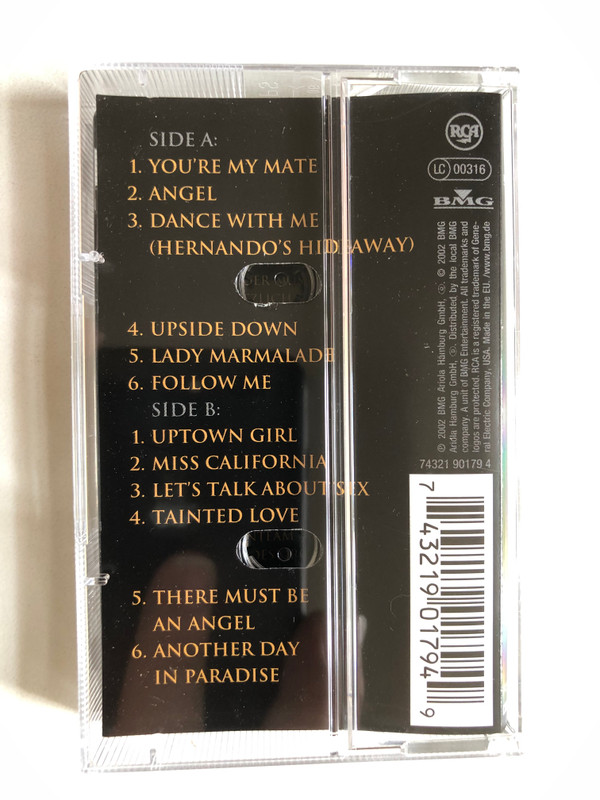 SIDE A:
1. YOU'RE MY MATE
2. ANGEL
3. DANCE WITH ME
(HERNANDO'S HIDEAWAY)
4. UPSIDE DOWN
5. LADY MARMALADE
6. FOLLOW ME
SIDE B:
1. UPTOWN GIRL
2. MISS CALIFORNIA
3. LET'S TALK ABOUT SEX
4. TAINTED LOVE
5. THERE MUST BE
AN ANGEL
6. ANOTHER DAY
IN PARADISE
RCA
LC 00316
BMG
℗ 2002 BMG Ariola Hamburg GmbH, ©. © 2002 BMG
Ariola Hamburg GmbH, ©. Distributed by the local BMG
company. A unit of BMG Entertainment. All trademarks and
logos are protected. RCA is a registered trademark of Gene-
ral Electric Company, USA. Made in the EU. /www.bmg.de
74321 90179 4
7 43219 01794 9